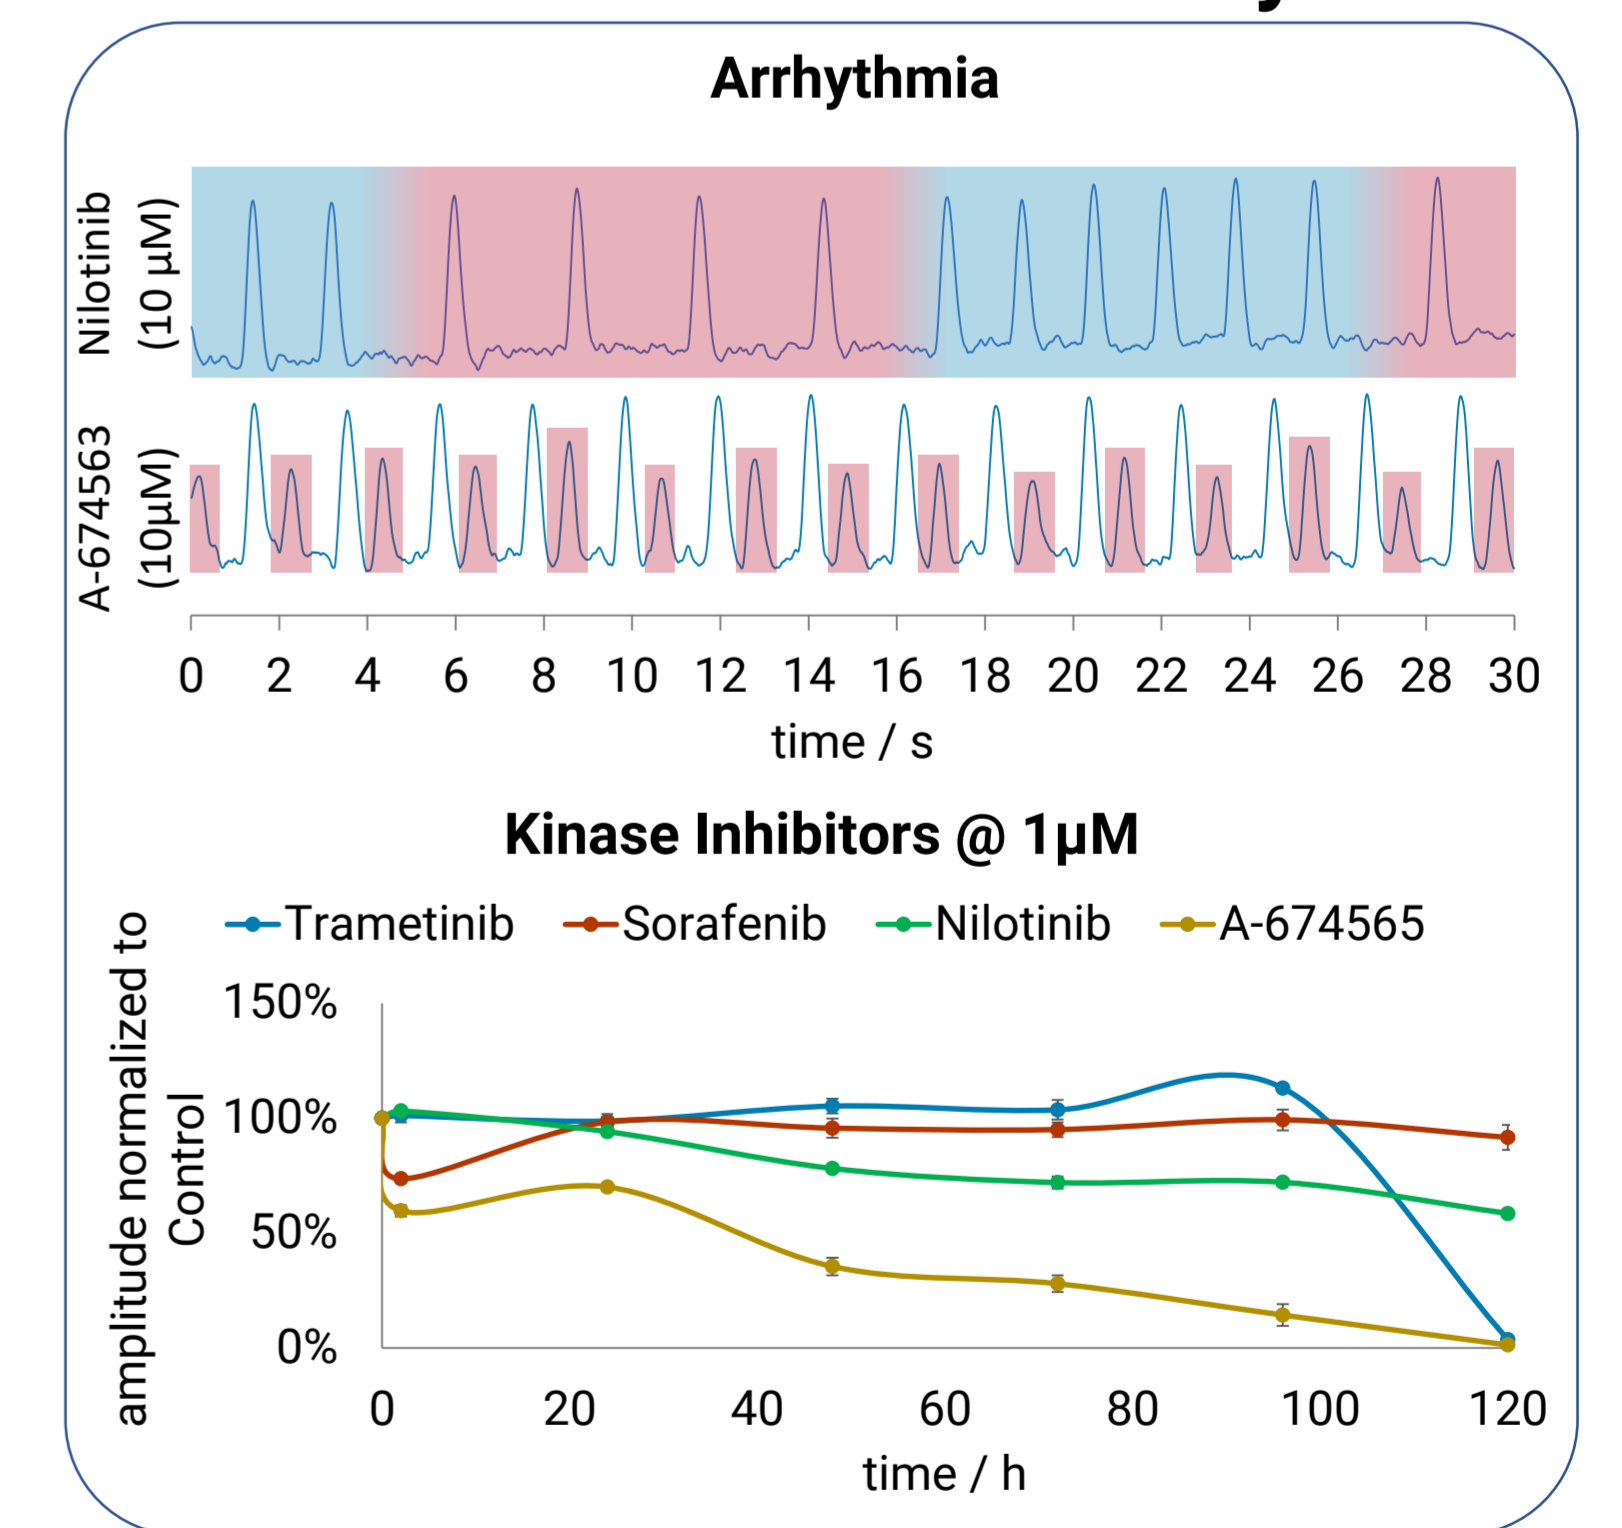 Arrhythmia
Nilotinib
(10 µM)
A-674563
(10µM)
0 2 4 6 8 10 12 14 16 18 20 22 24 26 28 30
time / s
Kinase Inhibitors @ 1µM
Trametinib Sorafenib Nilotinib A-674565
amplitude normalized to
Control
150%
100%
50%
0%
0 20 40 60 80 100 120
time / h